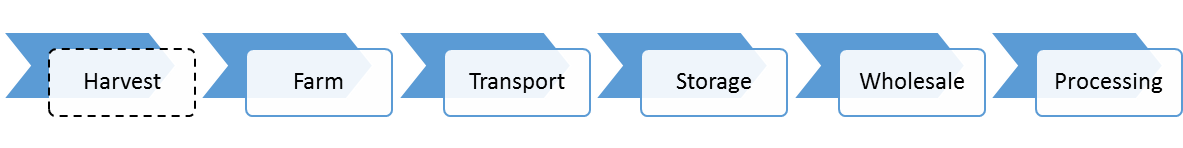 Harvest
Farm
Transport
Storage
Wholesale
Processing